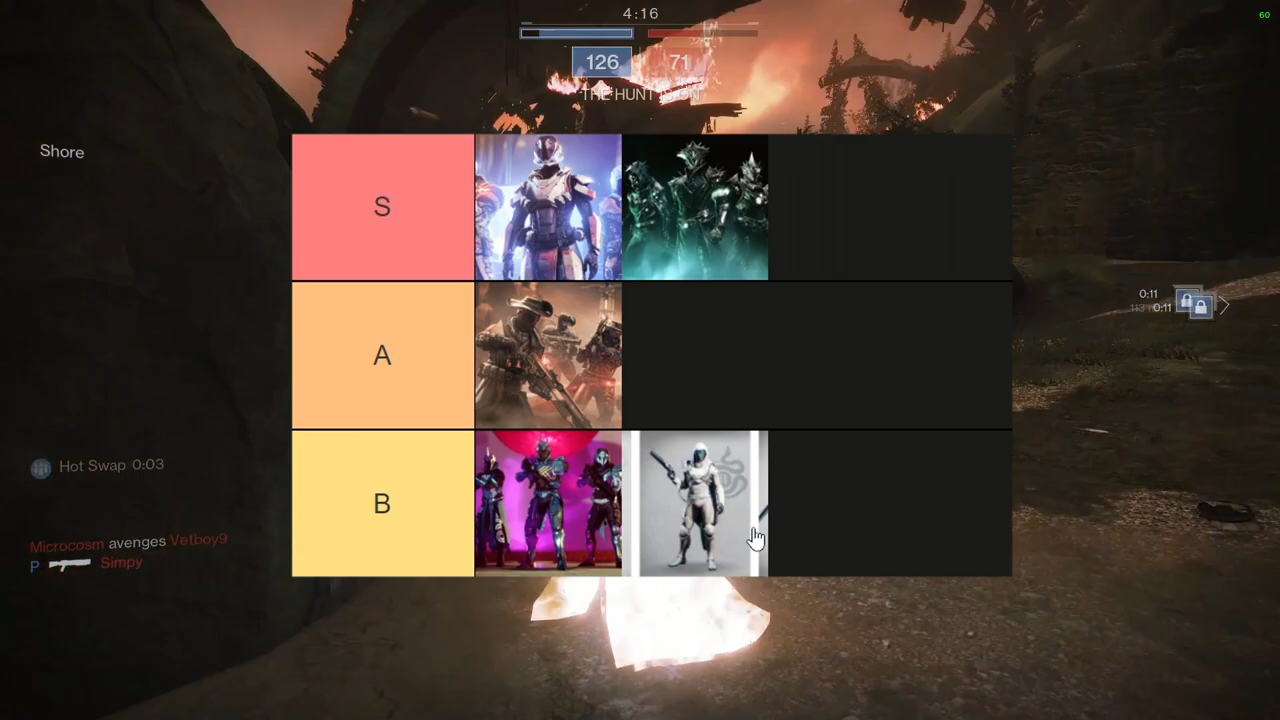 60
4:16
126 71
THE HUNT IS ON
Shore
S
A
0:11
113 m 0:11
Hot Swap 0:03
B
Microcosm avenges Vetboy9
P Simpy